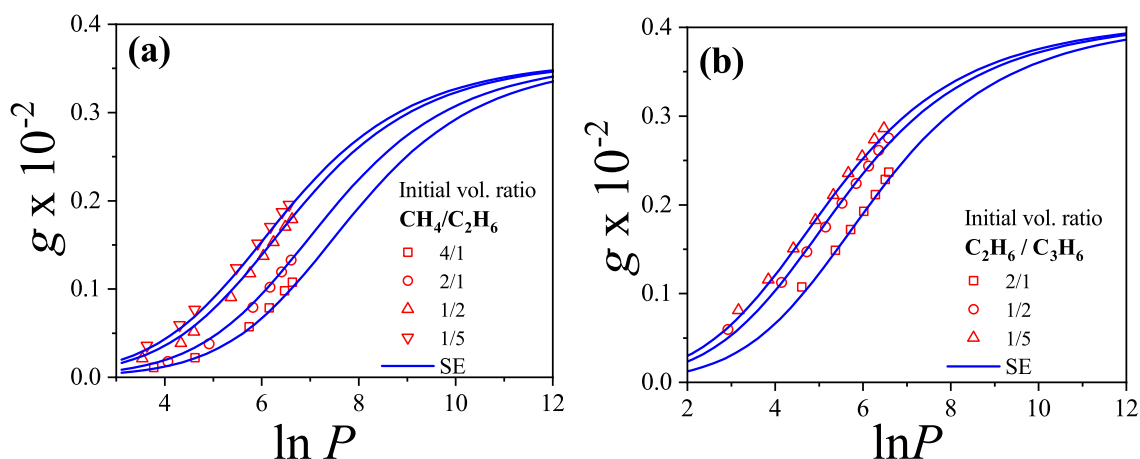 (a)
g x 10⁻²
0.4
0.3
0.2
0.1
0.0
4 6 8 10 12
ln P
Initial vol. ratio
CH₄/C₂H₆
4/1
2/1
1/2
1/5
SE
(b)
g x 10⁻²
0.4
0.3
0.2
0.1
0.0
2 4 6 8 10 12
lnP
Initial vol. ratio
C₂H₆ / C₃H₆
2/1
1/2
1/5
SE